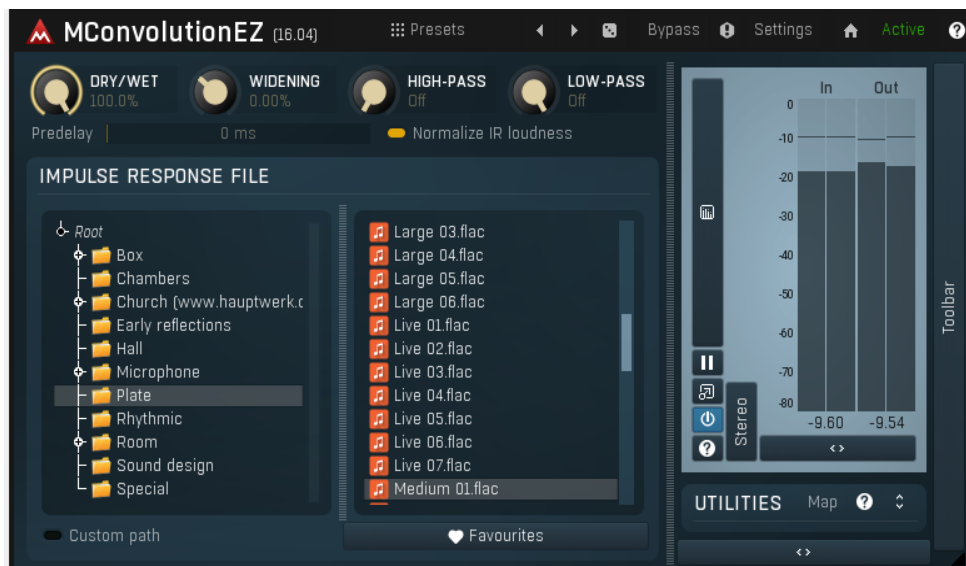 MConvolutionEZ (16.04) Presets Bypass Settings Active ?
DRY/WET
100.0%
WIDENING
0.00%
HIGH-PASS
Off
LOW-PASS
Off
Predelay 0 ms Normalize IR loudness
IMPULSE RESPONSE FILE
Root
Box
Chambers
Church (www.hauptwerk.c
Early reflections
Hall
Microphone
Plate
Rhythmic
Room
Sound design
Special
Custom path
Large 03.flac
Large 04.flac
Large 05.flac
Large 06.flac
Live 01.flac
Live 02.flac
Live 03.flac
Live 04.flac
Live 05.flac
Live 06.flac
Live 07.flac
Medium 01.flac
Favourites
In Out
0
-10
-20
-30
-40
-50
-60
-70
-80
-9.60 -9.54
Stereo
?
UTILITIES Map ?
Toolbar